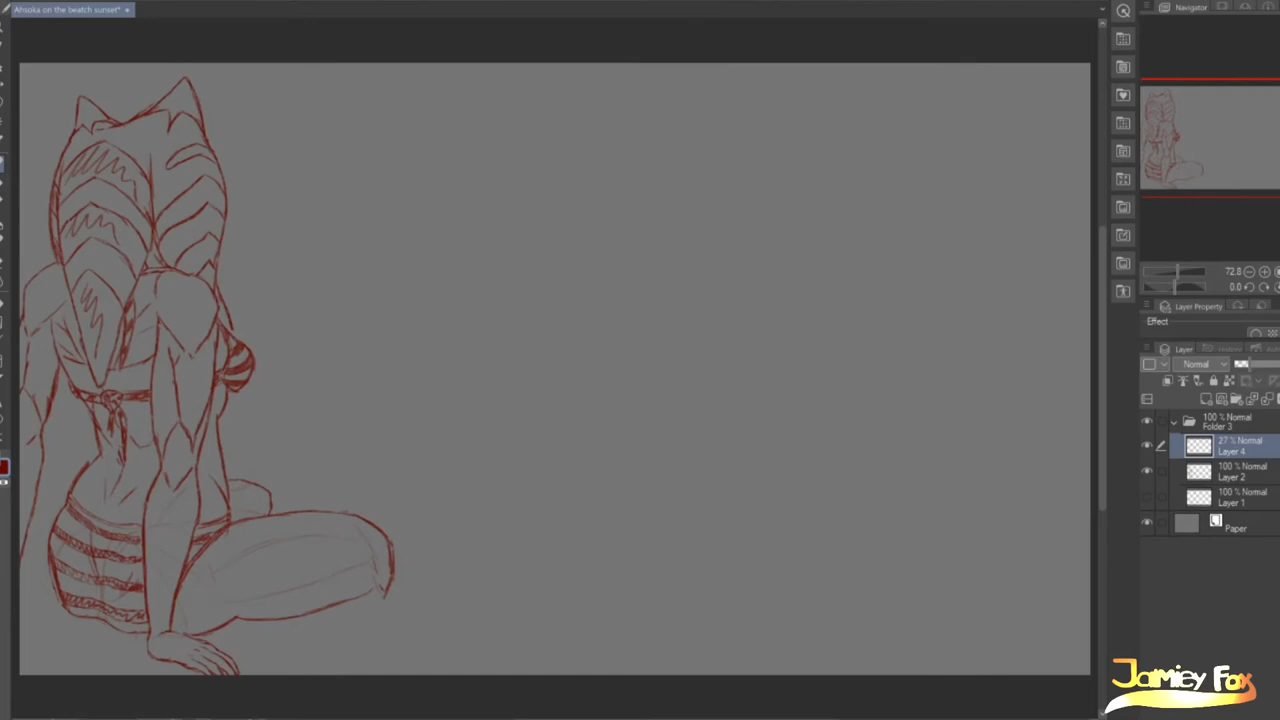 Ahsoka on the beatch sunset*
Navigator
72.8
0.0
Layer Property
Effect
Layer
History
Normal
100 % Normal
Folder 3
27 % Normal
Layer 4
100 % Normal
Layer 2
100 % Normal
Layer 1
Paper
Jamiey Fox